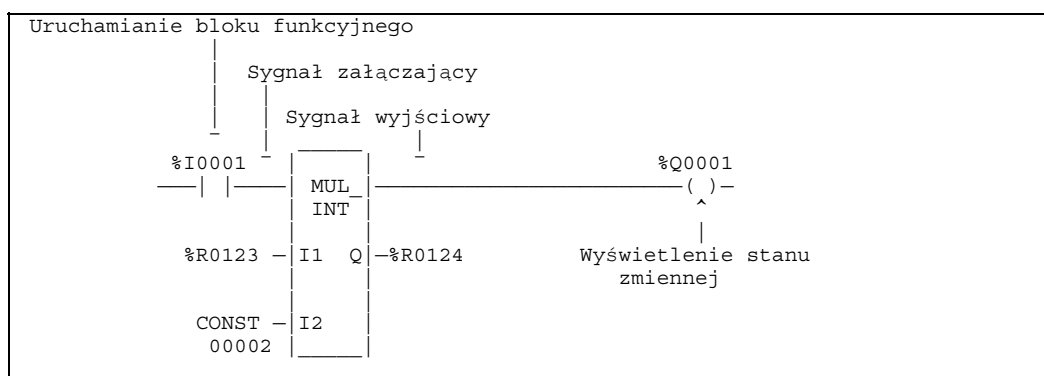 Uruchamianie bloku funkcyjnego
Sygnał załączający
Sygnał wyjściowy
%I0001
%Q0001
MUL_
( )
INT
%R0123
I1
Q
%R0124
Wyświetlenie stanu
zmiennej
CONST
I2
00002